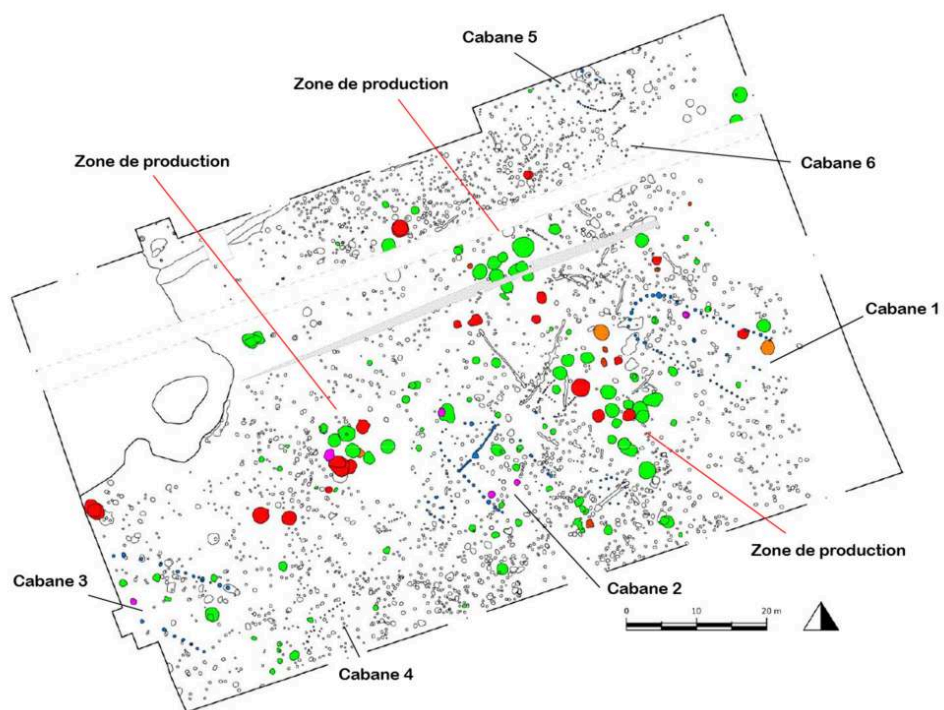 Cabane 5
Zone de production
Zone de production
Cabane 6
Cabane 1
Zone de production
Cabane 3
Cabane 2
0 10 20 m
Cabane 4